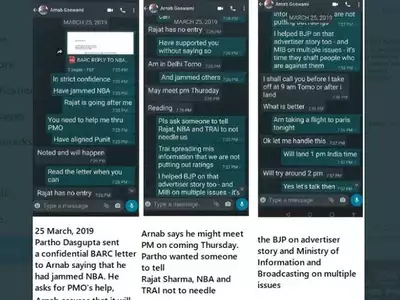 Arnab Goswami
MARCH 25, 2019
BARC REPLY TO NBA...
In strict confidence
Have jammed NBA
Rajat is going after me
You need to help me thru
PMO
Have aligned Punit
Noted and will happen
Read the letter when you
can
Rajat has no entry
Type a message
25 March, 2019
Partho Dasgupta sent
a confidential BARC letter
to Arnab saying that he
had jammed NBA. He
asks for PMO's help,
Arnab Goswami
MARCH 25, 2019
Rajat has no entry
Have supported you
without saying so
Am in Delhi Tomo
And jammed others
May meet pm Thursday
Reading
Pls ask someone to tell
Rajat, NBA and TRAI to not
needle us
Trai spreading mis
information that we are not
putting out ratings
I helped BJP on that
advertiser story too - and
MIB on multiple issues - it's
Type a message
Arnab says he might meet
PM on coming Thursday.
Partho wanted someone
to tell
Rajat Sharma, NBA and
TRAI not to needle
Arnab Goswami
MARCH 25, 2019
putting out ratings
I helped BJP on that
advertiser story too - and
MIB on multiple issues - it's
time they shaft people who
are against them
I shall call you before I take
off at 9 am Tomo or after i
land
What is better
Am taking a flight to paris
tonight
Ok let me handle this
Will land 1 pm India time
Will try around 2 pm
Yes let's talk then
Type a message
the BJP on advertiser
story and Ministry of
Information and
Broadcasting on multiple
issues